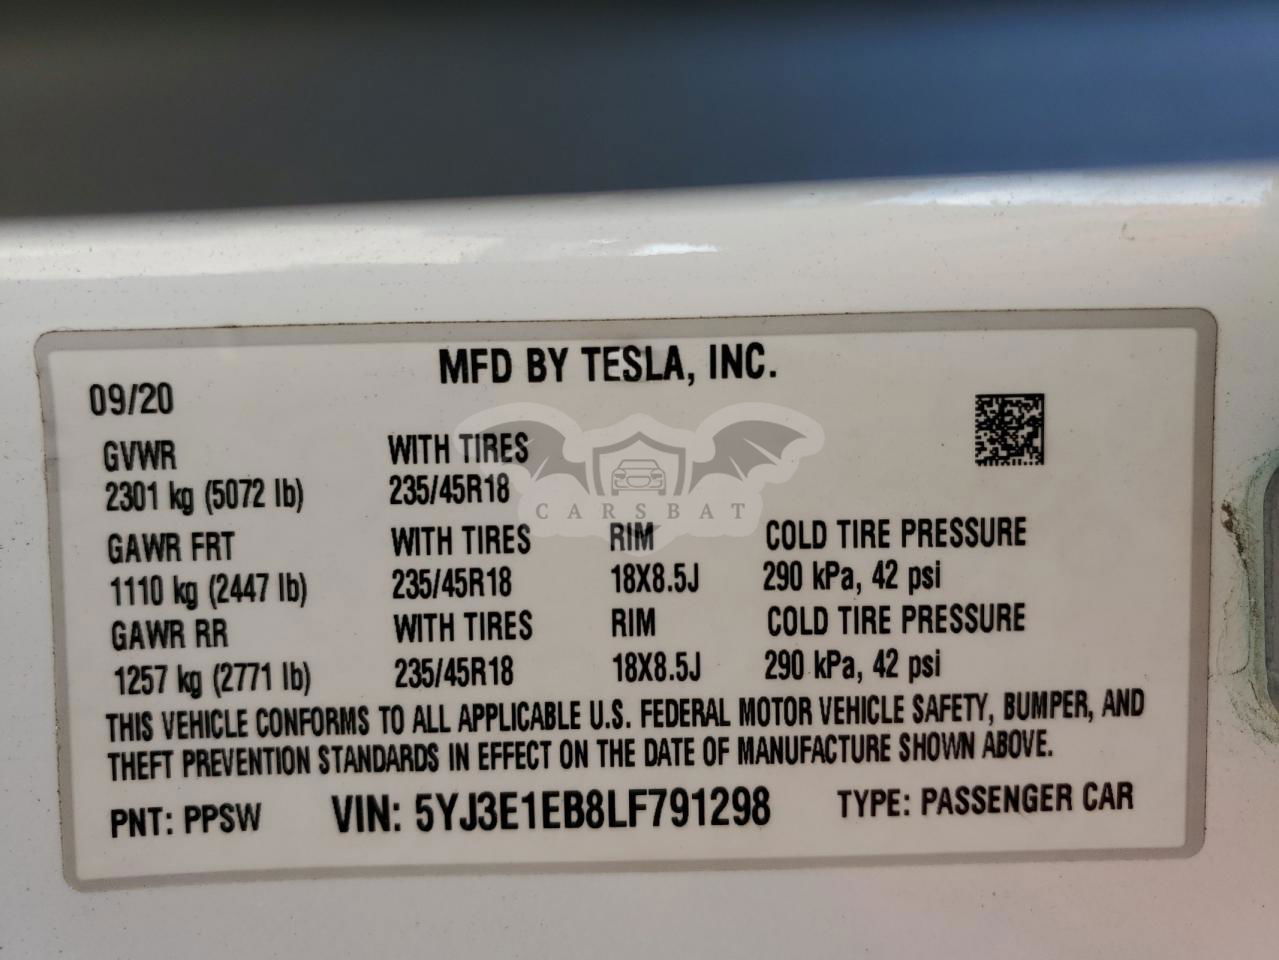 MFD BY TESLA, INC.
09/20
GVWR WITH TIRES
2301 kg (5072 lb) 235/45R18
CARSBAT
GAWR FRT WITH TIRES RIM COLD TIRE PRESSURE
1110 kg (2447 lb) 235/45R18 18X8.5J 290 kPa, 42 psi
GAWR RR WITH TIRES RIM COLD TIRE PRESSURE
1257 kg (2771 lb) 235/45R18 18X8.5J 290 kPa, 42 psi
THIS VEHICLE CONFORMS TO ALL APPLICABLE U.S. FEDERAL MOTOR VEHICLE SAFETY, BUMPER, AND
THEFT PREVENTION STANDARDS IN EFFECT ON THE DATE OF MANUFACTURE SHOWN ABOVE.
PNT: PPSW VIN: 5YJ3E1EB8LF791298 TYPE: PASSENGER CAR